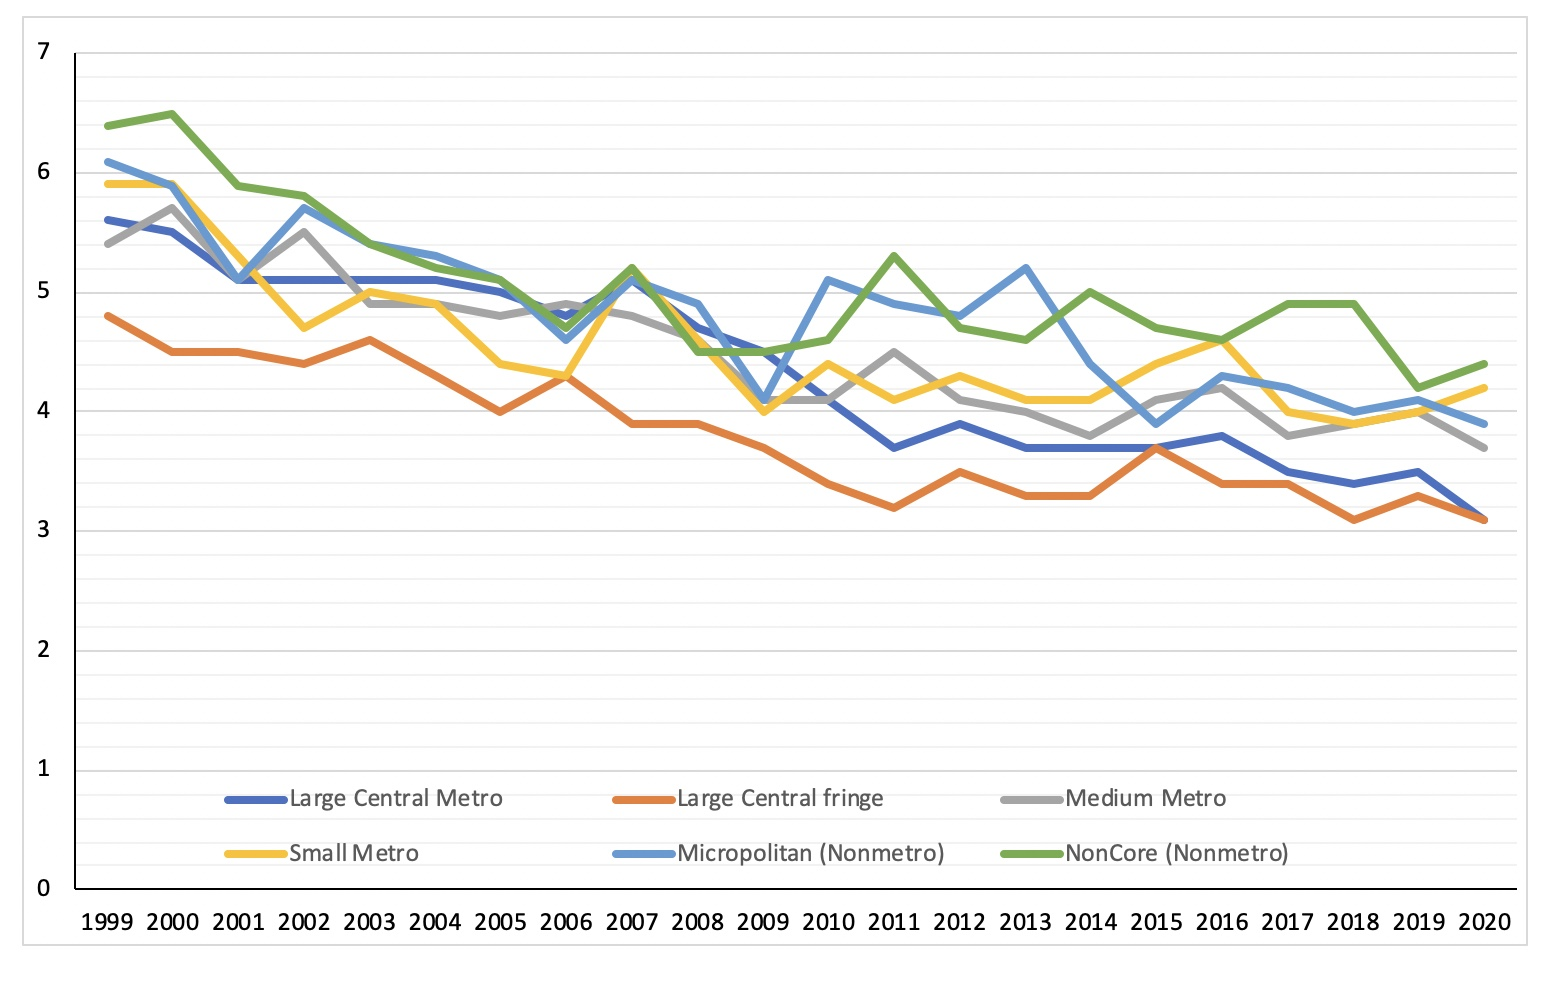 7
6
5
4
3
2
1
0
Large Central Metro Large Central fringe Medium Metro
Small Metro Micropolitan (Nonmetro) NonCore (Nonmetro)
1999 2000 2001 2002 2003 2004 2005 2006 2007 2008 2009 2010 2011 2012 2013 2014 2015 2016 2017 2018 2019 2020